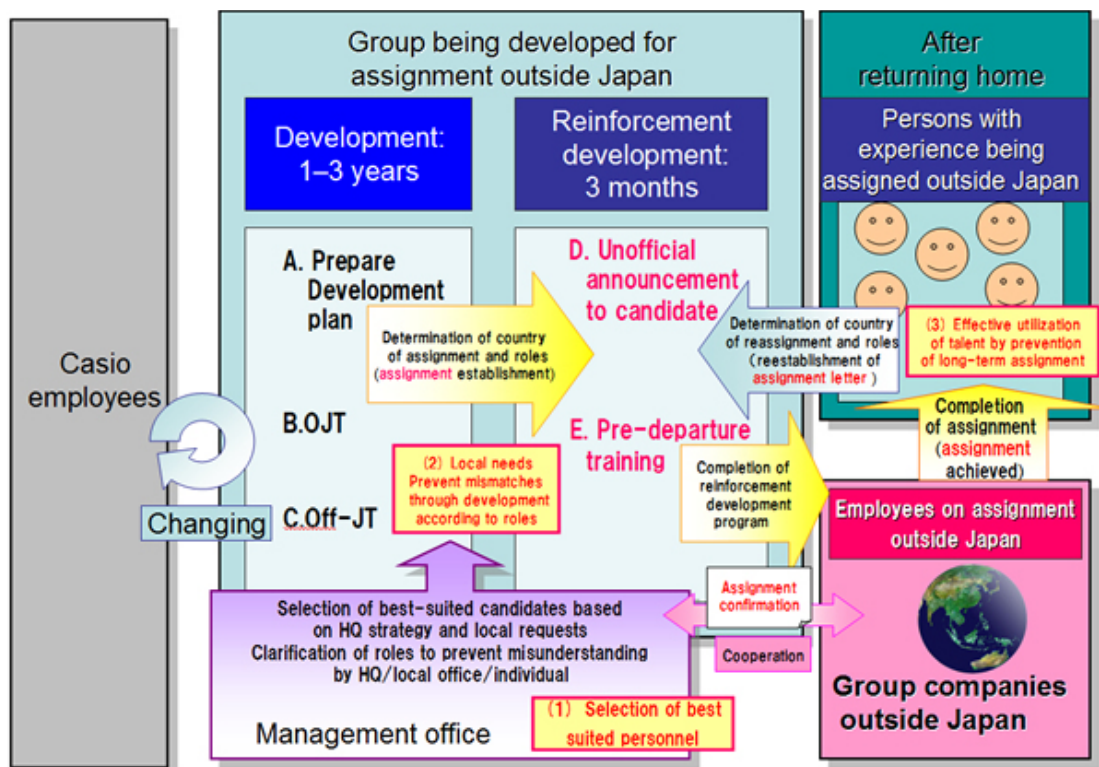 Casio
employees
Changing
Group being developed for
assignment outside Japan
Development:
1–3 years
A. Prepare
Development
plan
B.OJT
C.Off-JT
Determination of country
of assignment and roles
(assignment establishment)
(2) Local needs
Prevent mismatches
through development
according to roles
Reinforcement
development:
3 months
D. Unofficial
announcement
to candidate
E. Pre-departure
training
Determination of country
of reassignment and roles
(reestablishment of
assignment letter)
Completion of
reinforcement
development
program
Selection of best-suited candidates based
on HQ strategy and local requests
Clarification of roles to prevent misunderstanding
by HQ/local office/individual
Management office
(1) Selection of best
suited personnel
Assignment
confirmation
Cooperation
After
returning home
Persons with
experience being
assigned outside Japan
(3) Effective utilization
of talent by prevention
of long-term assignment
Completion
of assignment
(assignment
achieved)
Employees on assignment
outside Japan
Group companies
outside Japan